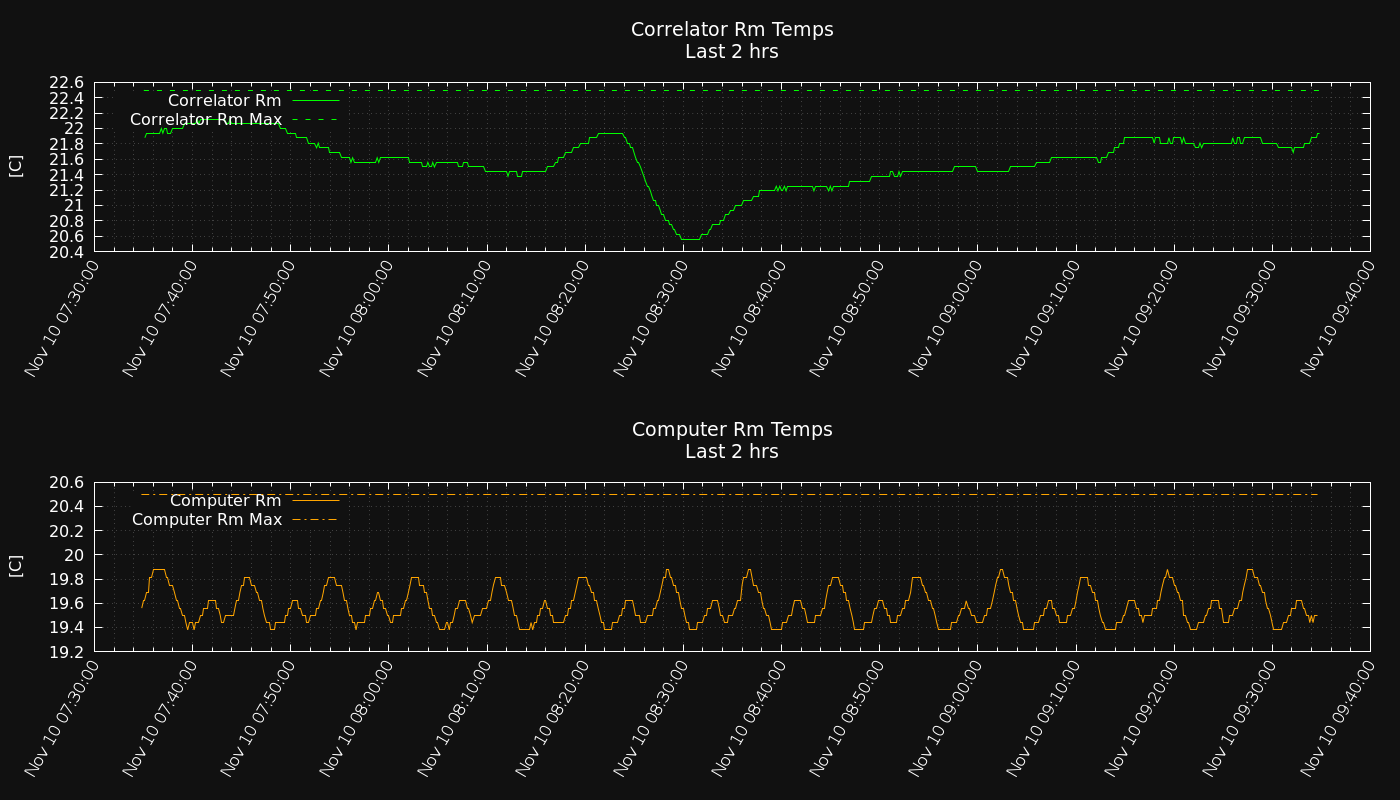 Correlator Rm Temps
Last 2 hrs
22.6
22.4
22.2
22
21.8
21.6
21.4
21.2
21
20.8
20.6
20.4
[C]
Correlator Rm
Correlator Rm Max
Nov 10 07:30:00
Nov 10 07:40:00
Nov 10 07:50:00
Nov 10 08:00:00
Nov 10 08:10:00
Nov 10 08:20:00
Nov 10 08:30:00
Nov 10 08:40:00
Nov 10 08:50:00
Nov 10 09:00:00
Nov 10 09:10:00
Nov 10 09:20:00
Nov 10 09:30:00
Nov 10 09:40:00
Computer Rm Temps
Last 2 hrs
20.6
20.4
20.2
20
19.8
19.6
19.4
19.2
[C]
Computer Rm
Computer Rm Max
Nov 10 07:30:00
Nov 10 07:40:00
Nov 10 07:50:00
Nov 10 08:00:00
Nov 10 08:10:00
Nov 10 08:20:00
Nov 10 08:30:00
Nov 10 08:40:00
Nov 10 08:50:00
Nov 10 09:00:00
Nov 10 09:10:00
Nov 10 09:20:00
Nov 10 09:30:00
Nov 10 09:40:00